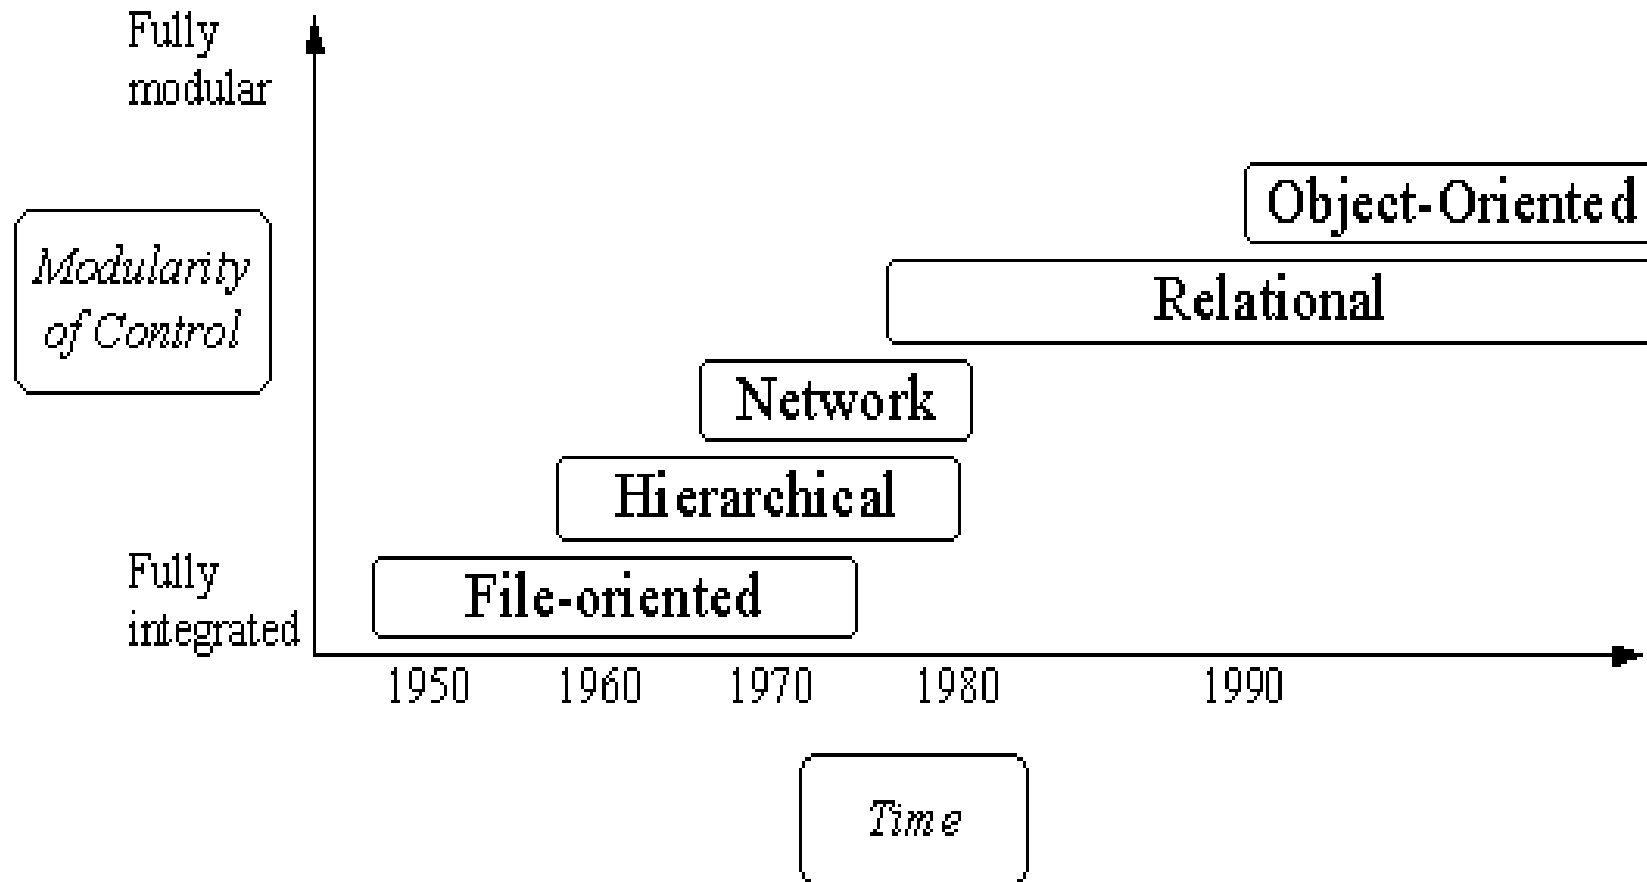 Fully
modular
Object-Oriented
Modularity
of Control
Relational
Network
Hierarchical
Fully
integrated
File-oriented
1950 1960 1970 1980 1990
Time